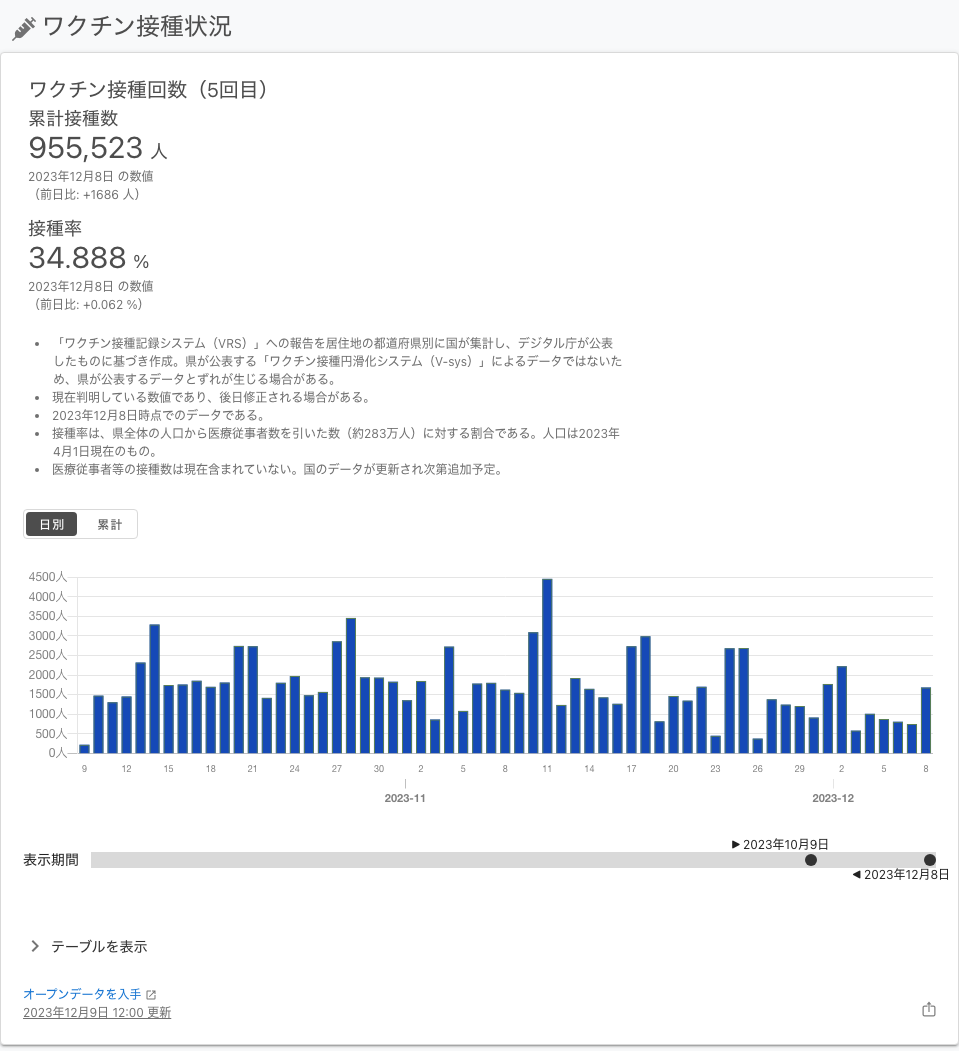 ワクチン接種状況
ワクチン接種回数（5回目）
累計接種数
955,523 人
2023年12月8日 の数値
（前日比: +1686 人）
接種率
34.888 %
2023年12月8日 の数値
（前日比: +0.062 %）
• 「ワクチン接種記録システム（VRS）」への報告を居住地の都道府県別に国が集計し、デジタル庁が公表
したものに基づき作成。県が公表する「ワクチン接種円滑化システム（V-sys）」によるデータではないた
め、県が公表するデータとずれが生じる場合がある。
• 現在判明している数値であり、後日修正される場合がある。
• 2023年12月8日時点でのデータである。
• 接種率は、県全体の人口から医療従事者数を引いた数（約283万人）に対する割合である。人口は2023年
4月1日現在のもの。
• 医療従事者等の接種数は現在含まれていない。国のデータが更新され次第追加予定。
日別 累計
4500人
4000人
3500人
3000人
2500人
2000人
1500人
1000人
500人
0人
9 12 15 18 21 24 27 30 2 5 8 11 14 17 20 23 26 29 2 5 8
2023-11 2023-12
▶ 2023年10月9日
表示期間
◀ 2023年12月8日
テーブルを表示
オープンデータを入手
2023年12月9日 12:00 更新